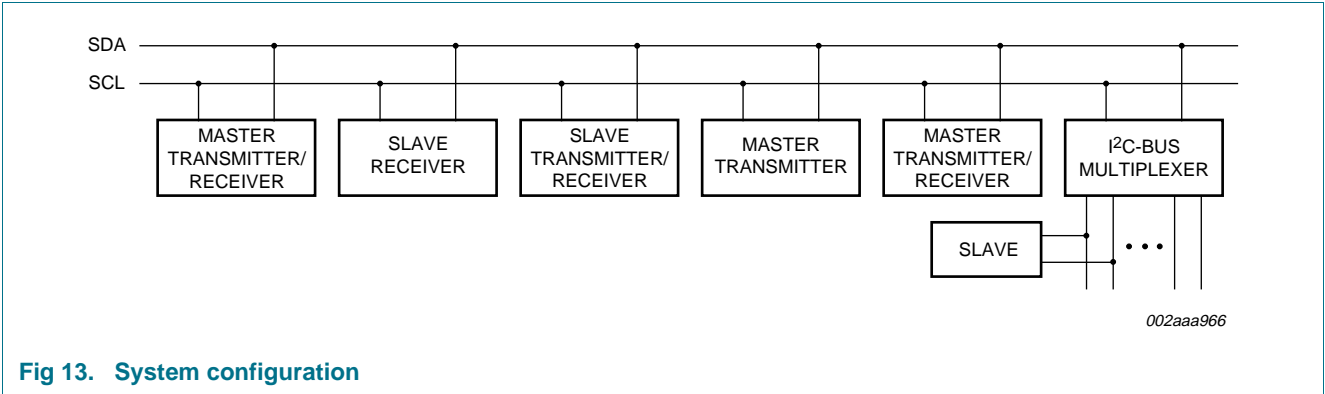 SDA
SCL
MASTER
TRANSMITTER/
RECEIVER
SLAVE
RECEIVER
SLAVE
TRANSMITTER/
RECEIVER
MASTER
TRANSMITTER
MASTER
TRANSMITTER/
RECEIVER
I²C-BUS
MULTIPLEXER
SLAVE
002aaa966
Fig 13. System configuration